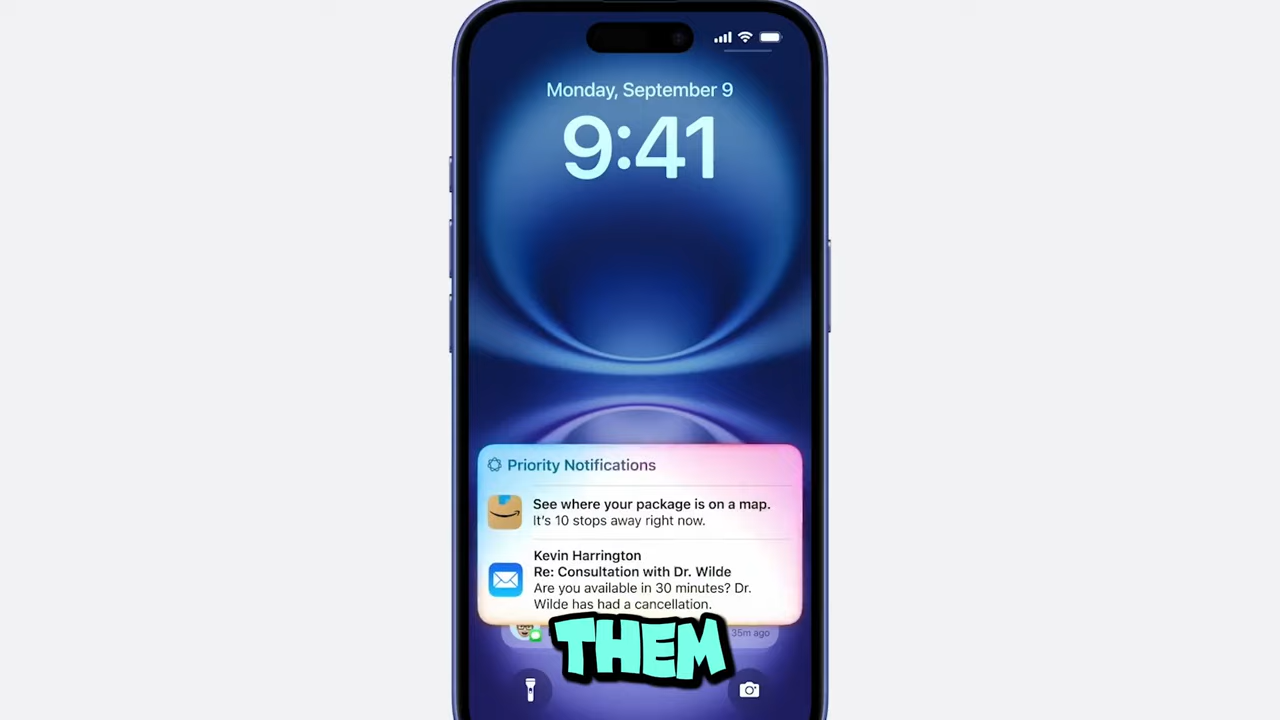 Monday, September 9
9:41
Priority Notifications
See where your package is on a map.
It's 10 stops away right now.
Kevin Harrington
Re: Consultation with Dr. Wilde
Are you available in 30 minutes? Dr.
Wilde has had a cancellation.
35m ago
THEM